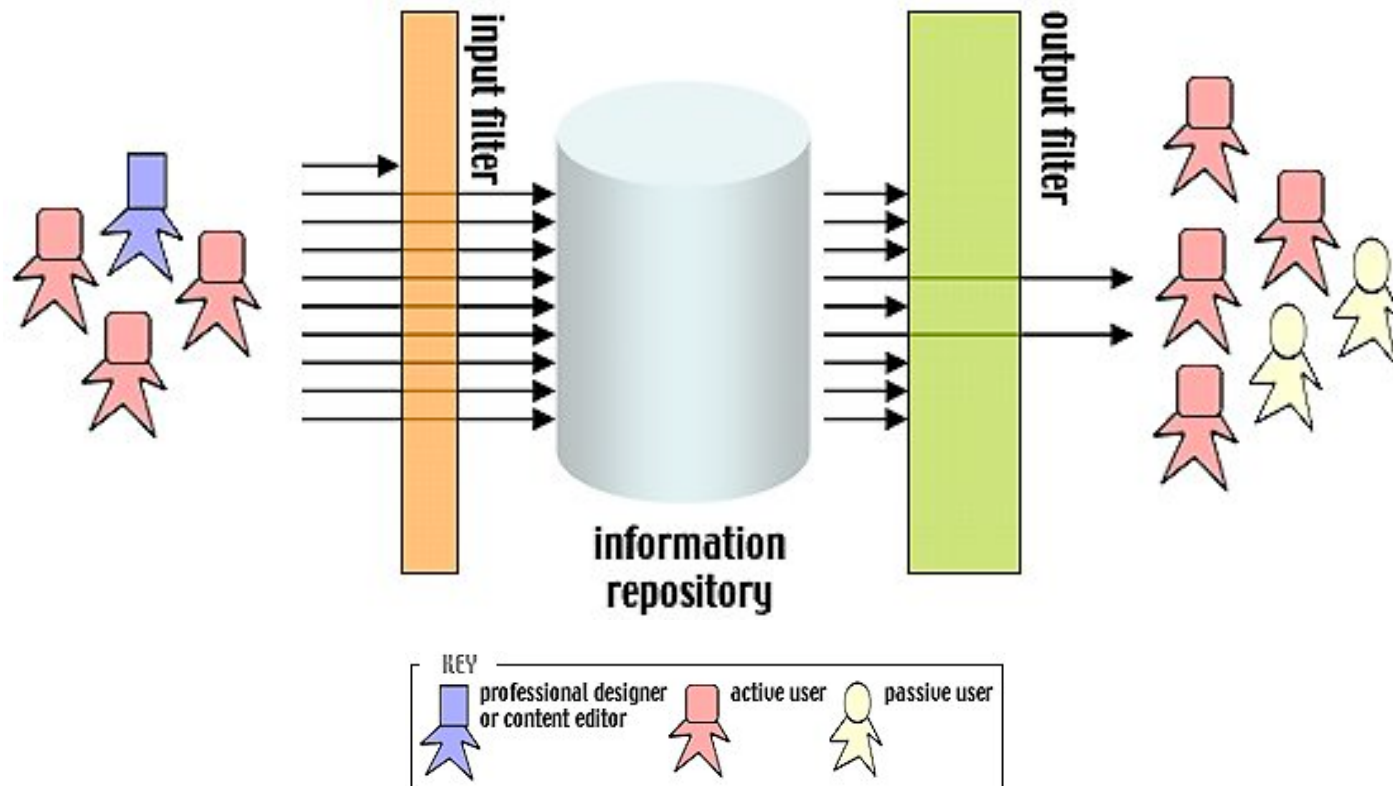 input filter
output filter
information
repository
KEY
professional designer
or content editor
active user
passive user